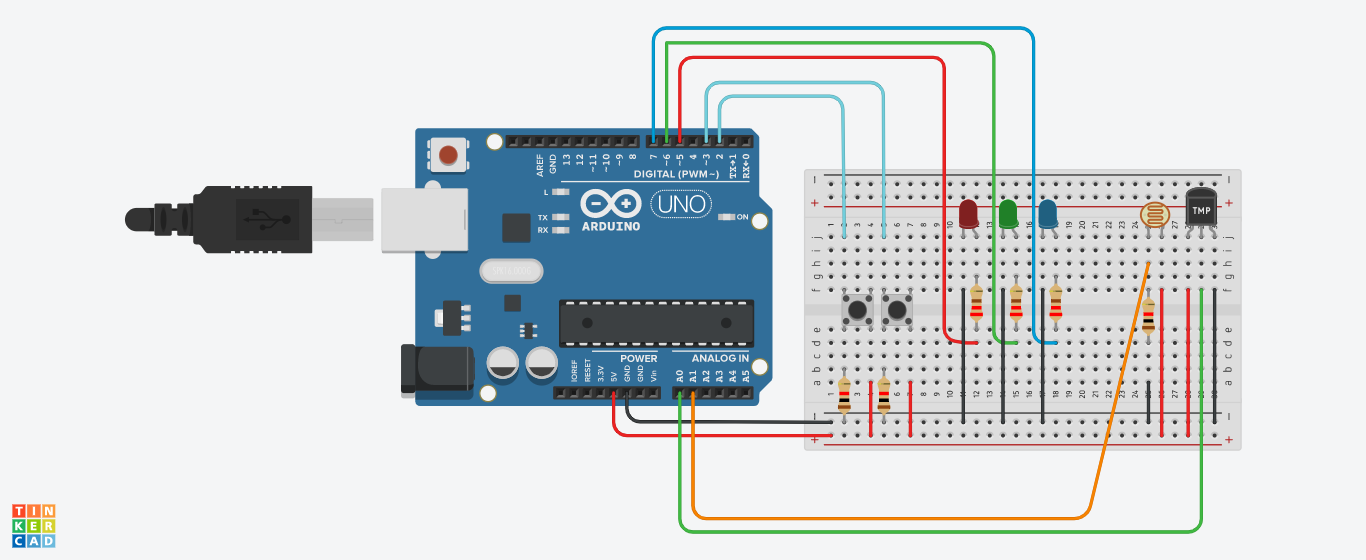 AREF
GND
13
12
~11
~10
~9
8
7
~6
~5
4
~3
2
TX→1
RX←0
DIGITAL (PWM~)
L
TX
RX
ARDUINO
UNO
ON
POWER
ANALOG IN
IOREF
RESET
3.3V
5V
GND
GND
Vin
A0
A1
A2
A3
A4
A5
TMP
j
i
h
g
f
e
d
c
b
a
TIN
KER
CAD